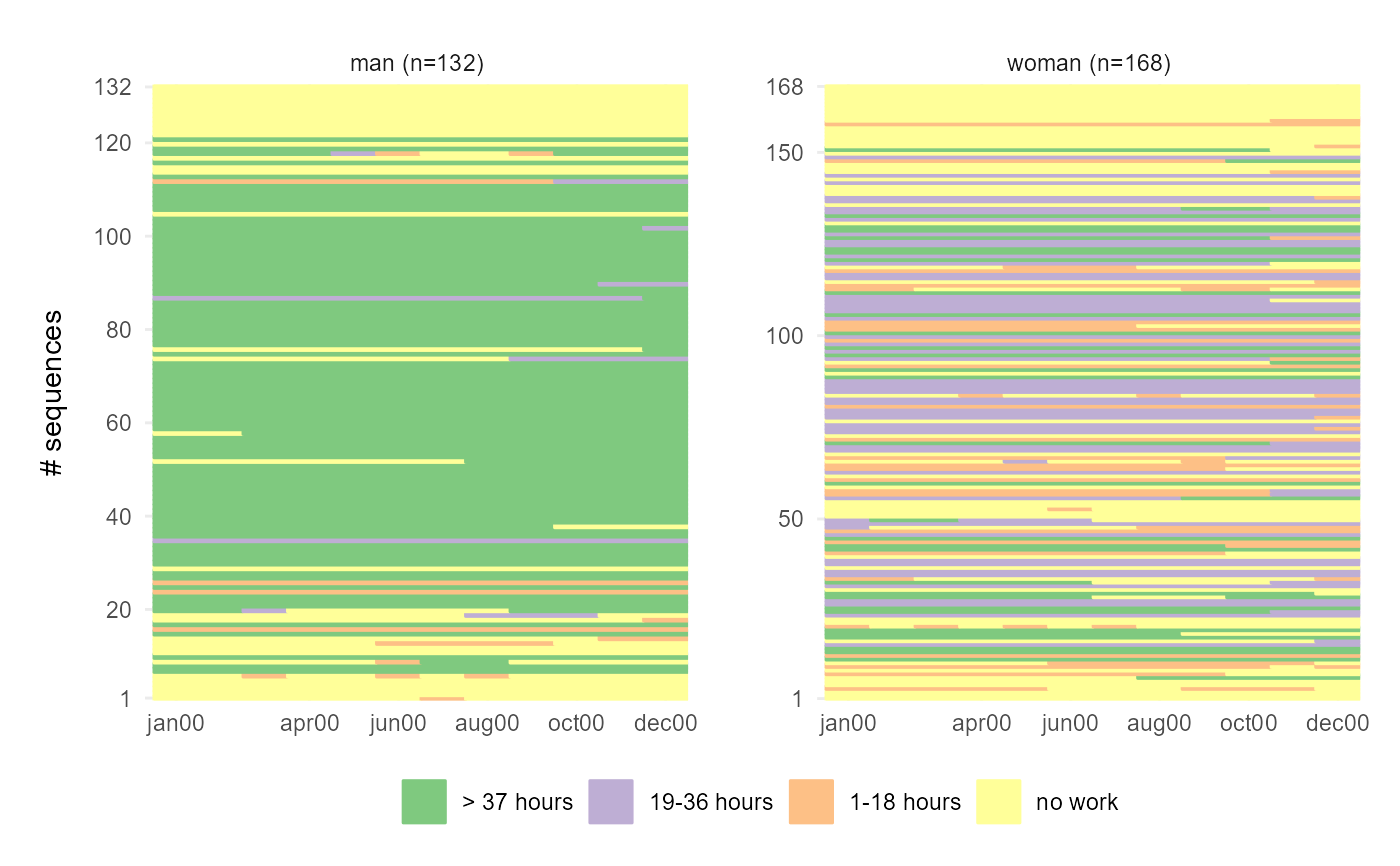 man (n=132)
woman (n=168)
# sequences
132
120
100
80
60
40
20
1
168
150
100
50
1
jan00 apr00 juno00 aug00 oct00 dec00
jan00 apr00 juno00 aug00 oct00 dec00
> 37 hours 19-36 hours 1-18 hours no work